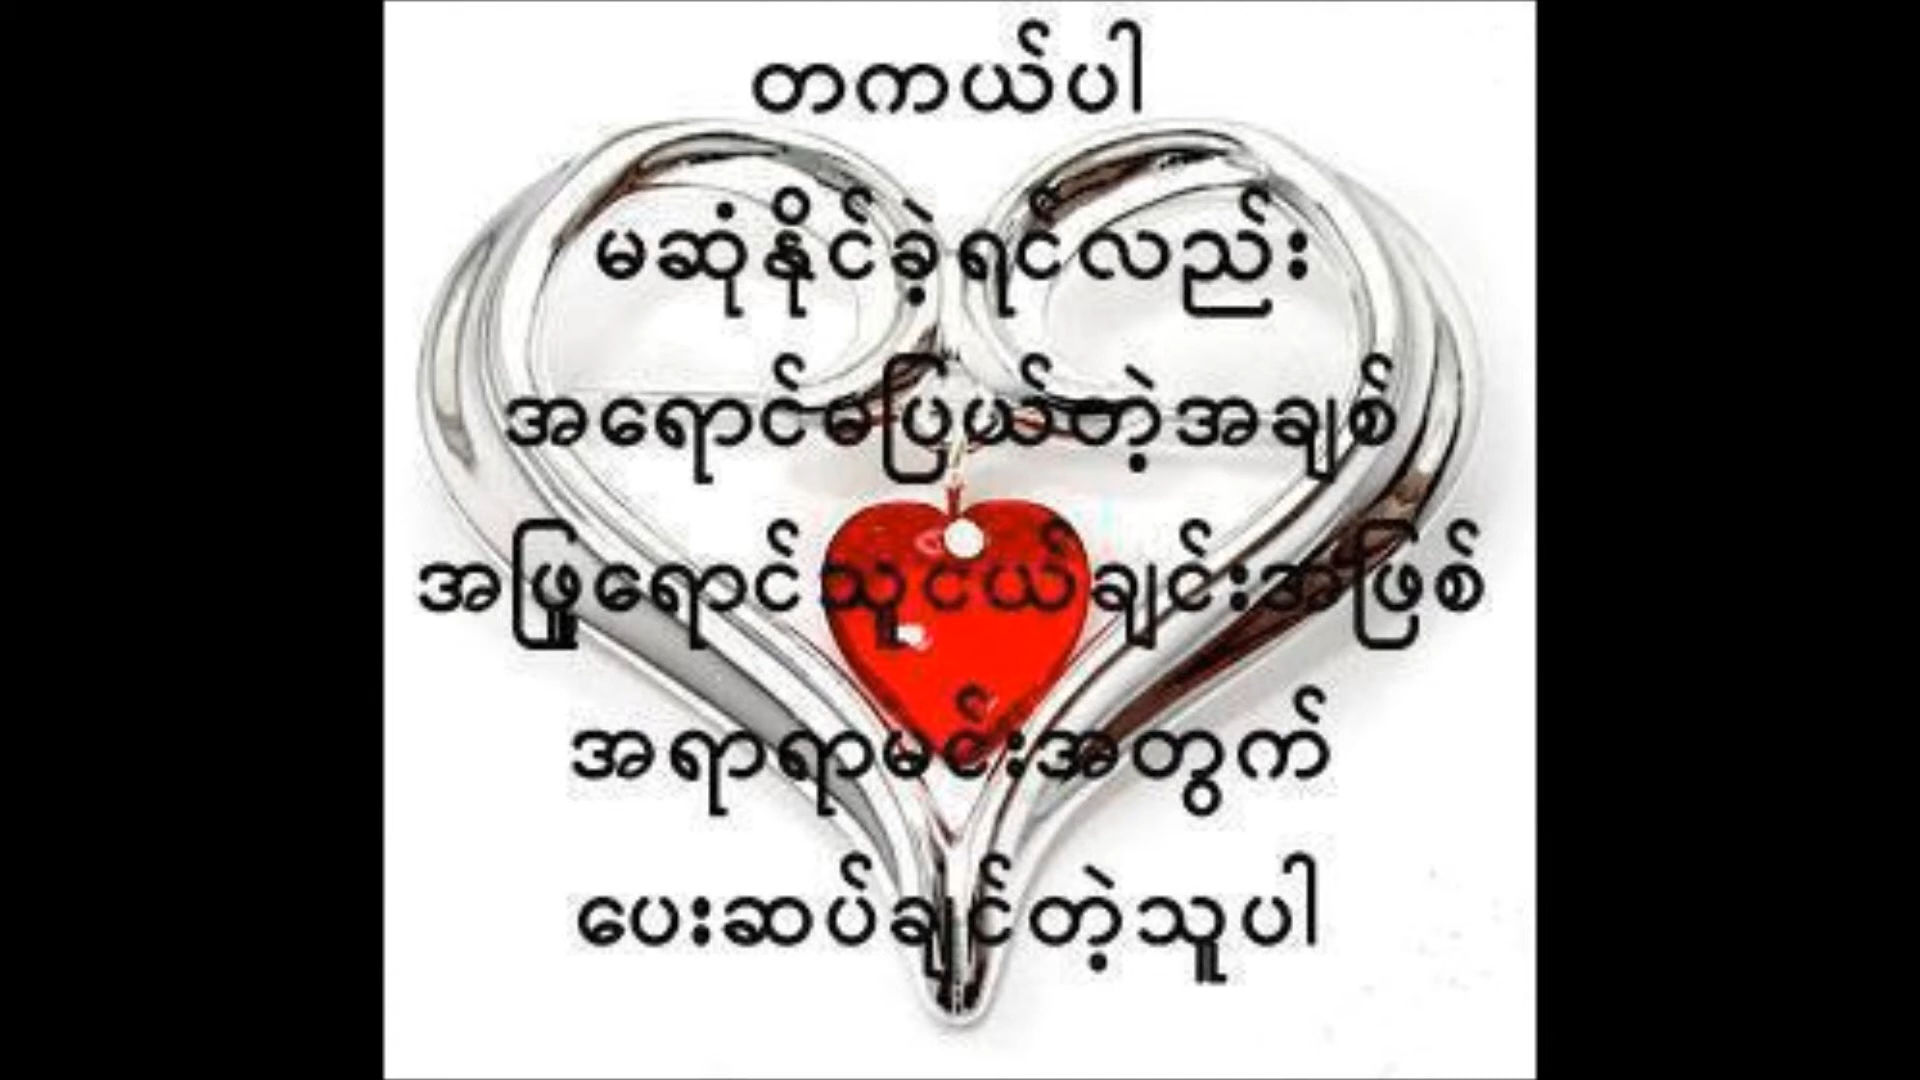 တကယ်ပါ
မဆုံနိုင်ခဲ့ရင်လည်း
အရောင်မပြယ်တဲ့အချစ်
အဖြူရောင်သူငယ်ချင်းအဖြစ်
အရာရာမင်းအတွက်
ပေးဆပ်ချင်တဲ့သူပါ